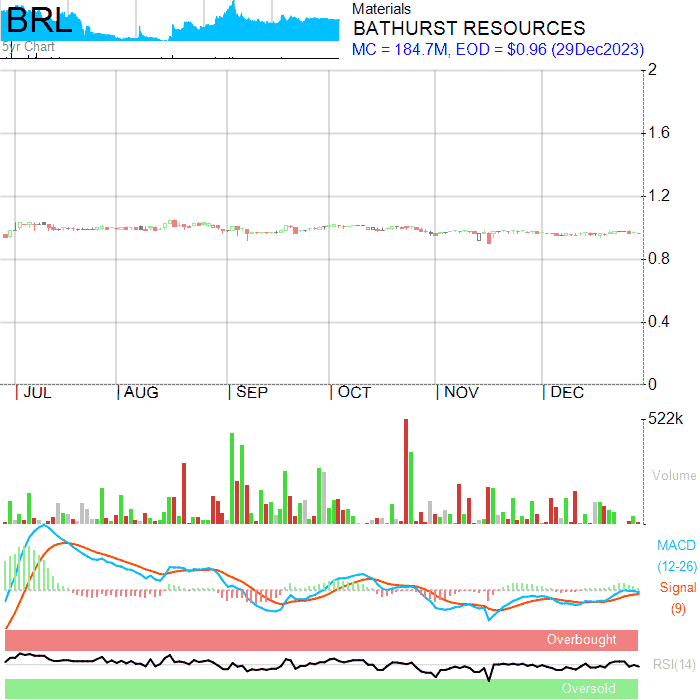 BRL
5yr Chart
Materials
BATHURST RESOURCES
MC = 184.7M, EOD = $0.96 (29Dec2023)
2
1.6
1.2
0.8
0.4
0
JUL AUG SEP OCT NOV DEC
522k
Volume
MACD
(12-26)
Signal
(9)
Overbought
RSI(14)
Oversold